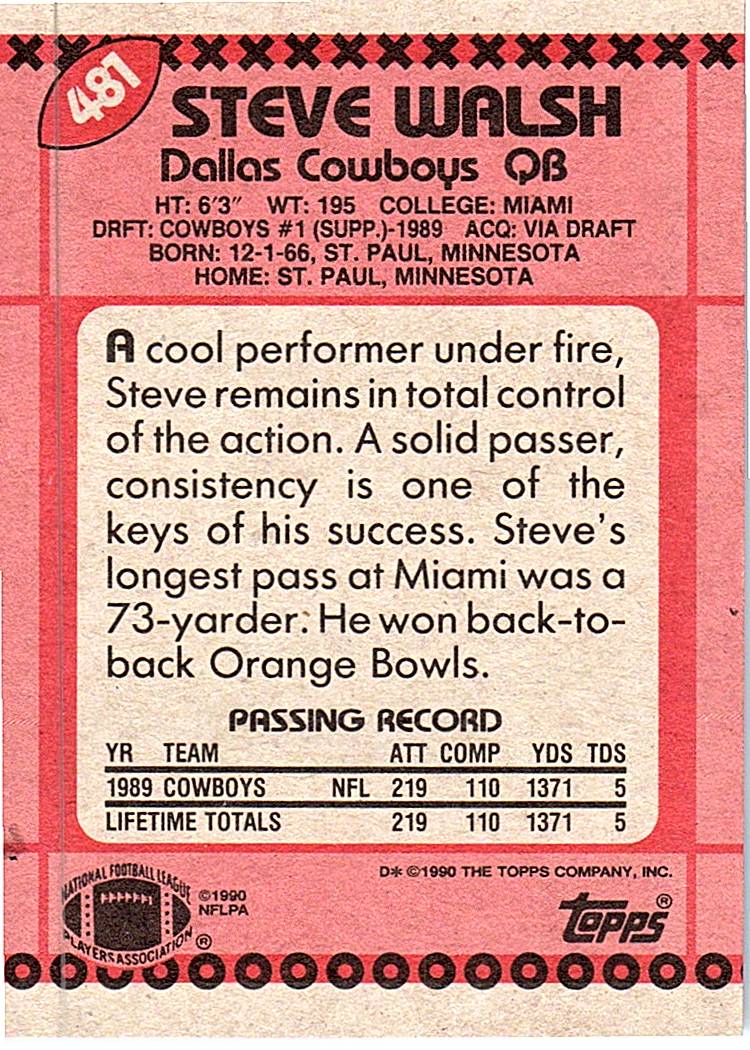 481
STEVE WALSH
Dallas Cowboys QB
HT: 6'3" WT: 195 COLLEGE: MIAMI
DRFT: COWBOYS #1 (SUPP.)-1989 ACQ: VIA DRAFT
BORN: 12-1-66, ST. PAUL, MINNESOTA
HOME: ST. PAUL, MINNESOTA
A cool performer under fire,
Steve remains in total control
of the action. A solid passer,
consistency is one of the
keys of his success. Steve's
longest pass at Miami was a
73-yarder. He won back-to-
back Orange Bowls.
PASSING RECORD
YR TEAM ATT COMP YDS TDS
1989 COWBOYS NFL 219 110 1371 5
LIFETIME TOTALS 219 110 1371 5
D* ©1990 THE TOPPS COMPANY, INC.
NATIONAL FOOTBALL LEAGUE
PLAYERS ASSOCIATION ®
©1990
NFLPA
topps®